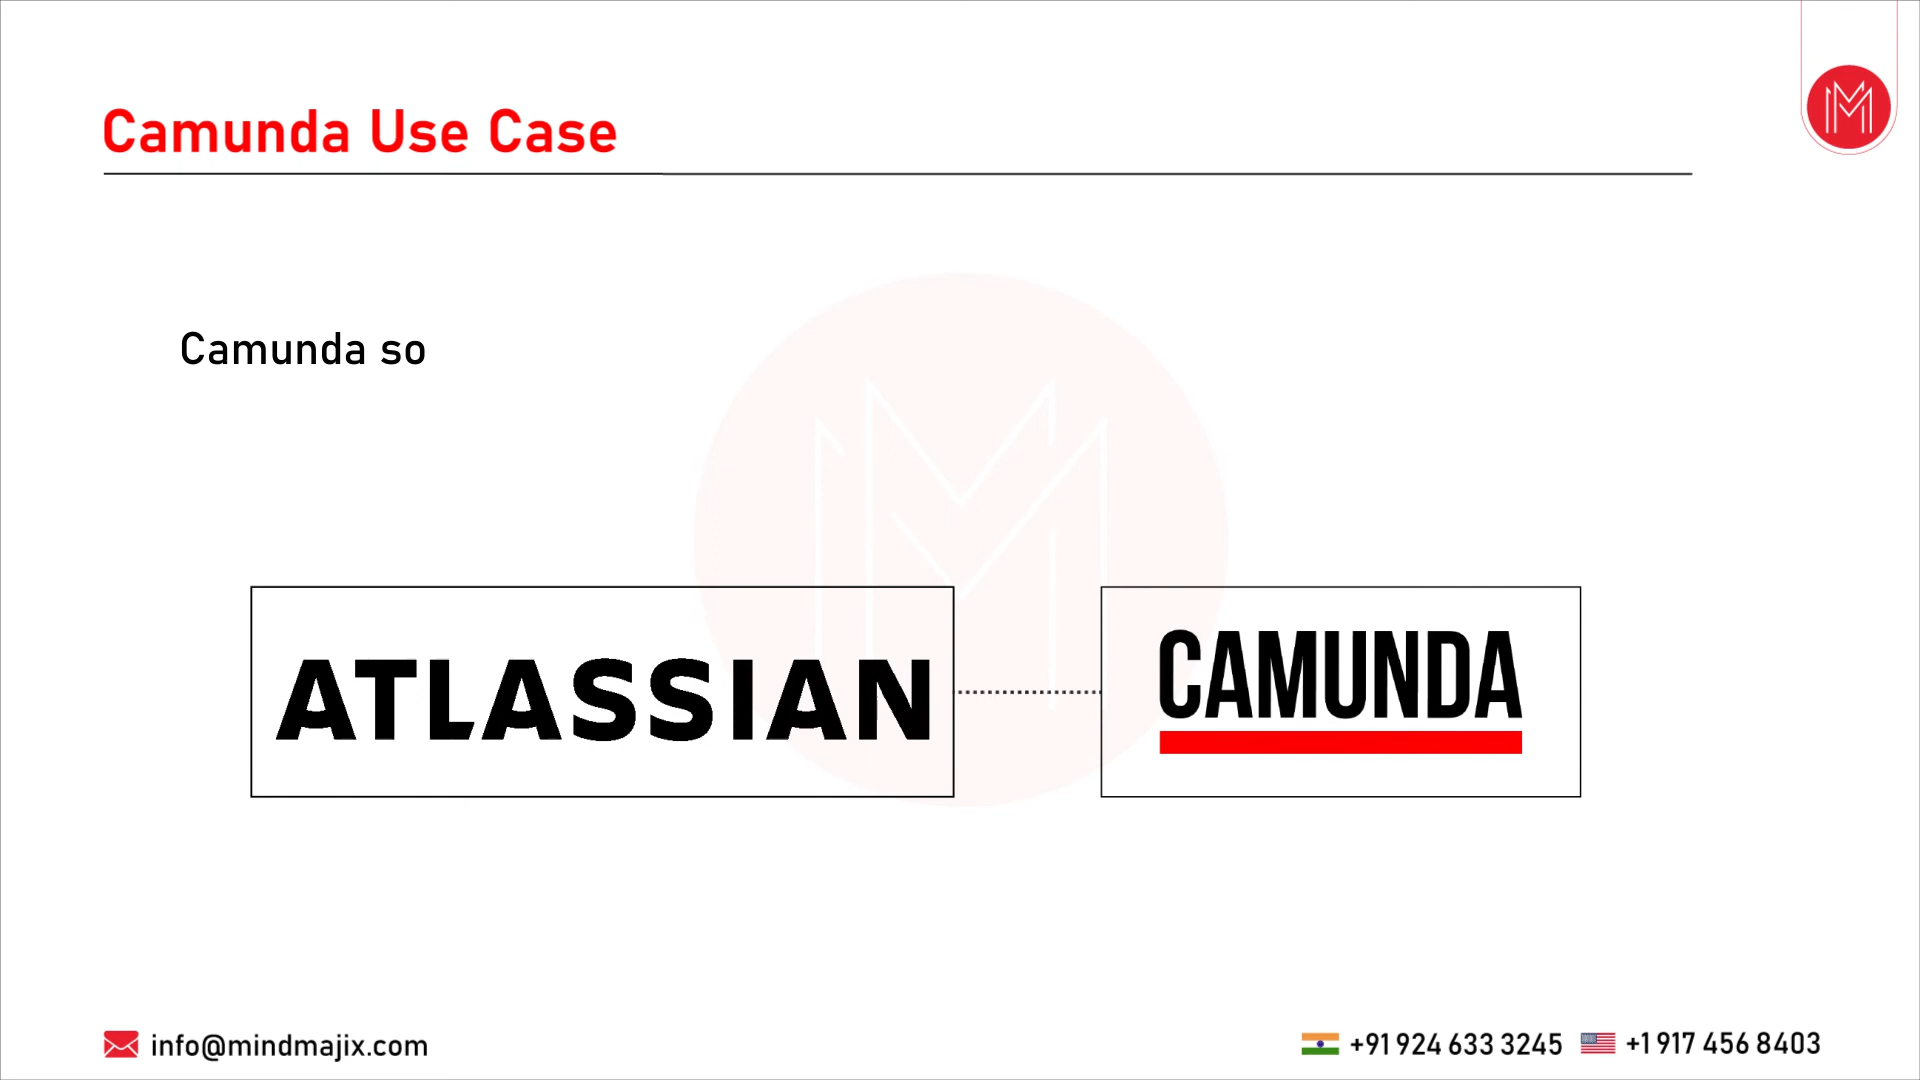 Camunda Use Case
Camunda so
ATLASSIAN
CAMUNDA
info@mindmajix.com
+91 924 633 3245
+1 917 456 8403